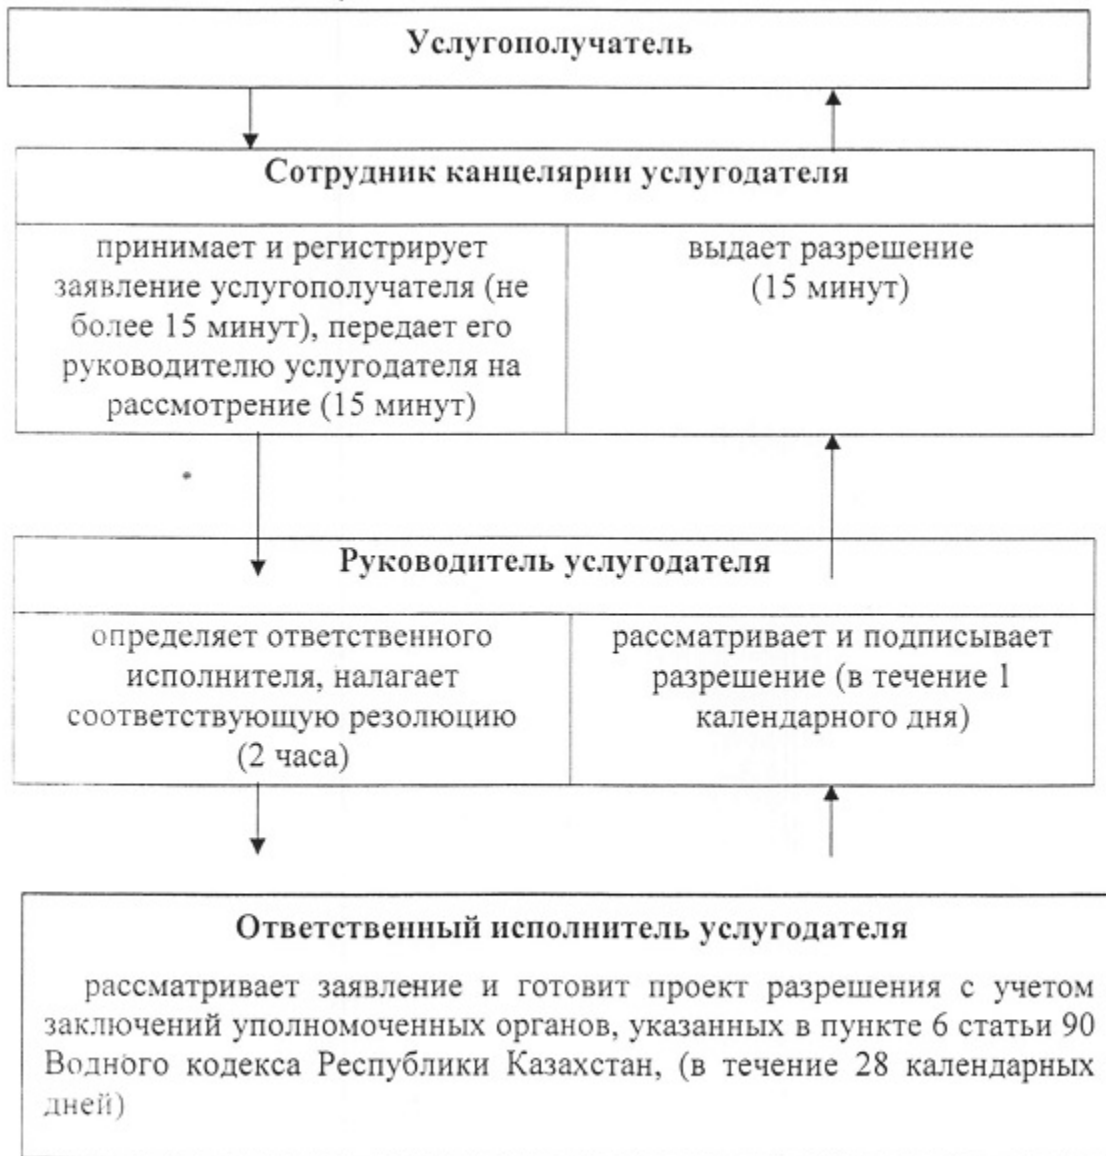 Услугополучатель
Сотрудник канцелярии услугодателя
принимает и регистрирует
заявление услугополучателя (не
более 15 минут), передает его
руководителю услугодателя на
рассмотрение (15 минут)
выдает разрешение
(15 минут)
Руководитель услугодателя
определяет ответственного
исполнителя, налагает
соответствующую резолюцию
(2 часа)
рассматривает и подписывает
разрешение (в течение 1
календарного дня)
Ответственный исполнитель услугодателя
рассматривает заявление и готовит проект разрешения с учетом
заключений уполномоченных органов, указанных в пункте 6 статьи 90
Водного кодекса Республики Казахстан, (в течение 28 календарных
дней)